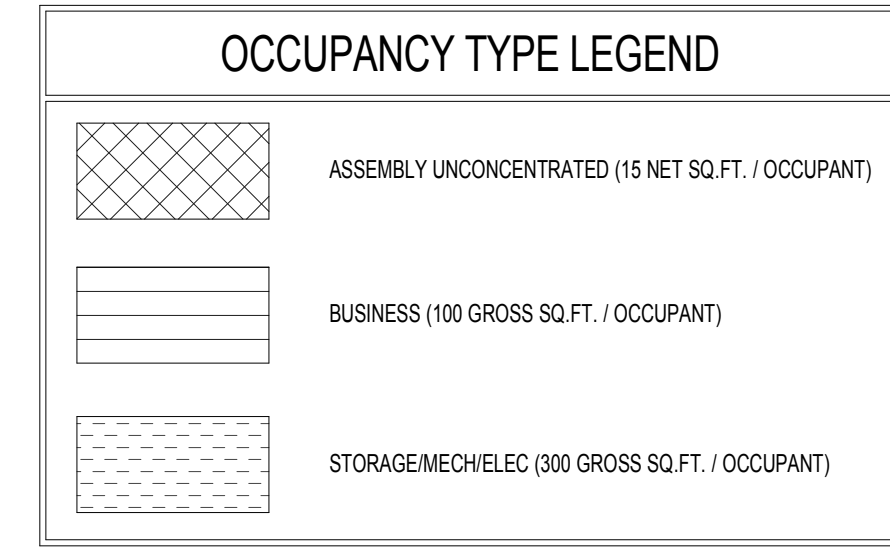 OCCUPANCY TYPE LEGEND
ASSEMBLY UNCONCENTRATED (15 NET SQ.FT. / OCCUPANT)
BUSINESS (100 GROSS SQ.FT. / OCCUPANT)
STORAGE/MECH/ELEC (300 GROSS SQ.FT. / OCCUPANT)